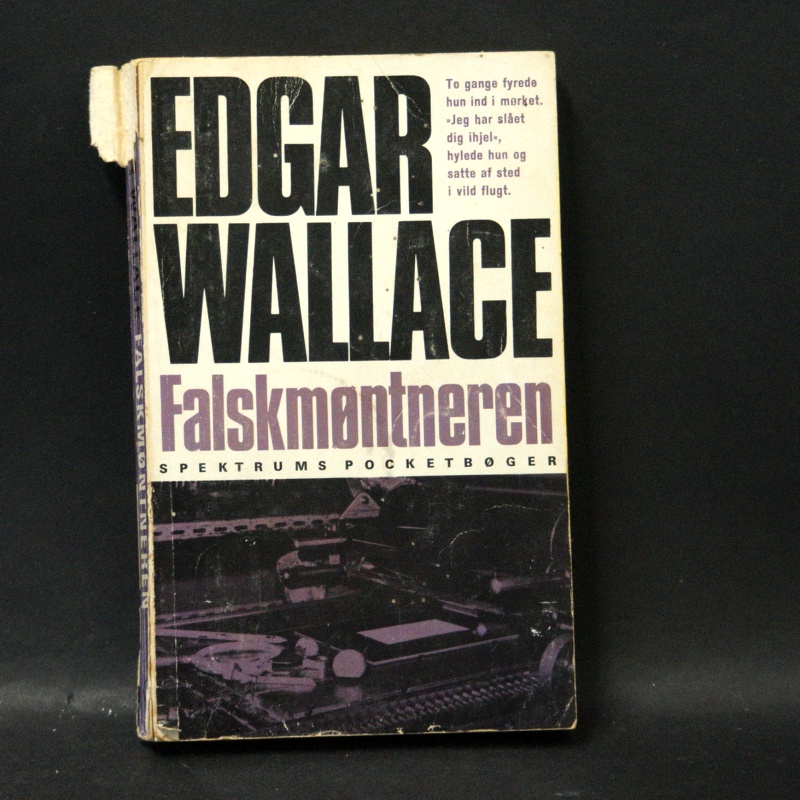 EDGAR
WALLACE
To gange fyrede
hun ind i mørket.
»Jeg har slået
dig ihjel«,
hylede hun og
satte af sted
i vild flugt.
Falskmøntneren
SPEKTRUMS POCKETBØGER
WALLACE FALSKMØNTNEREN